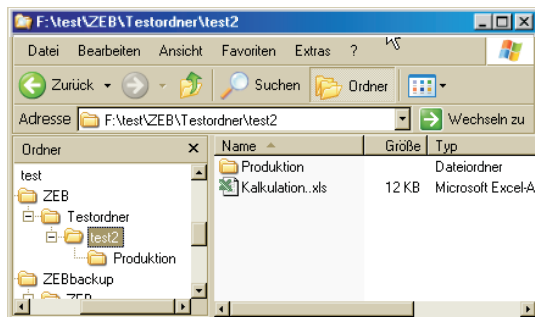 F:\test\ZEB\Testordner\test2
Datei Bearbeiten Ansicht Favoriten Extras ?
Zurück Suchen Ordner
Adresse F:\test\ZEB\Testordner\test2 Wechseln zu
Ordner x Name Größe Typ
test
ZEB
Testordner
test2
Produktion
ZEBbackup
ZEB
Produktion Dateiordner
Kalkulation..xls 12 KB Microsoft Excel-A